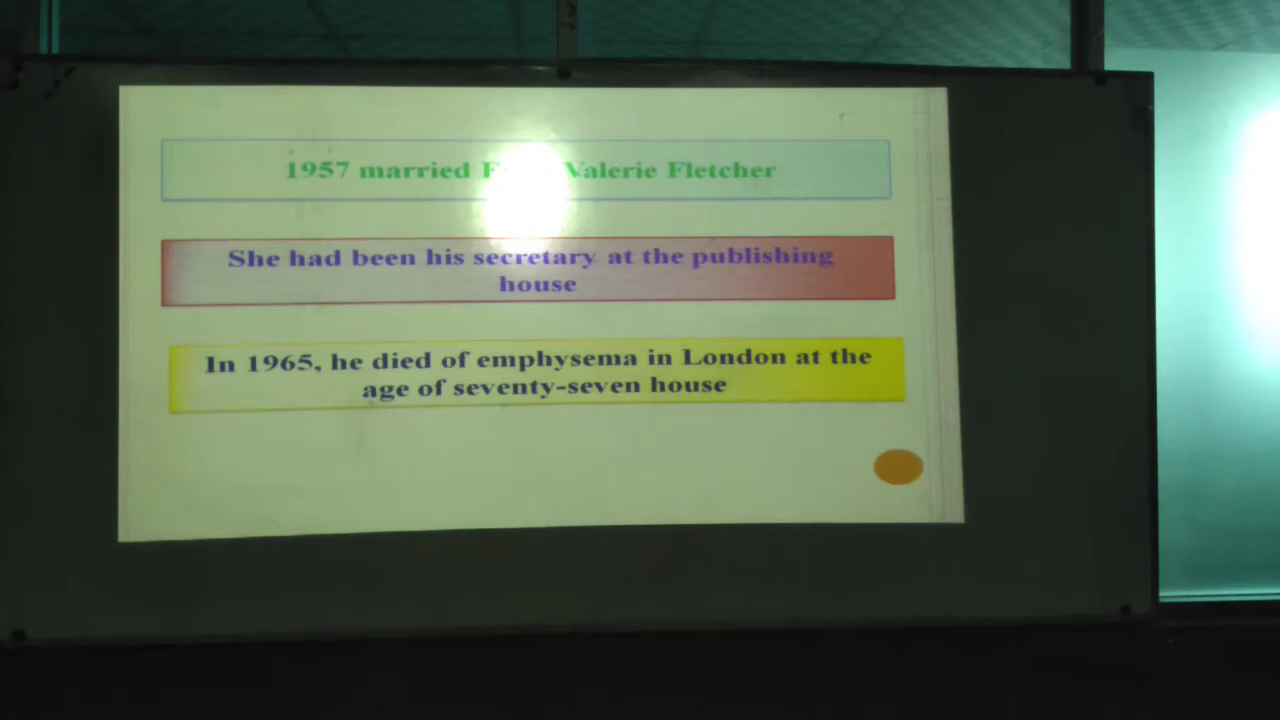 1957 married Valerie Fletcher
She had been his secretary at the publishing
house
In 1965, he died of emphysema in London at the
age of seventy-seven house